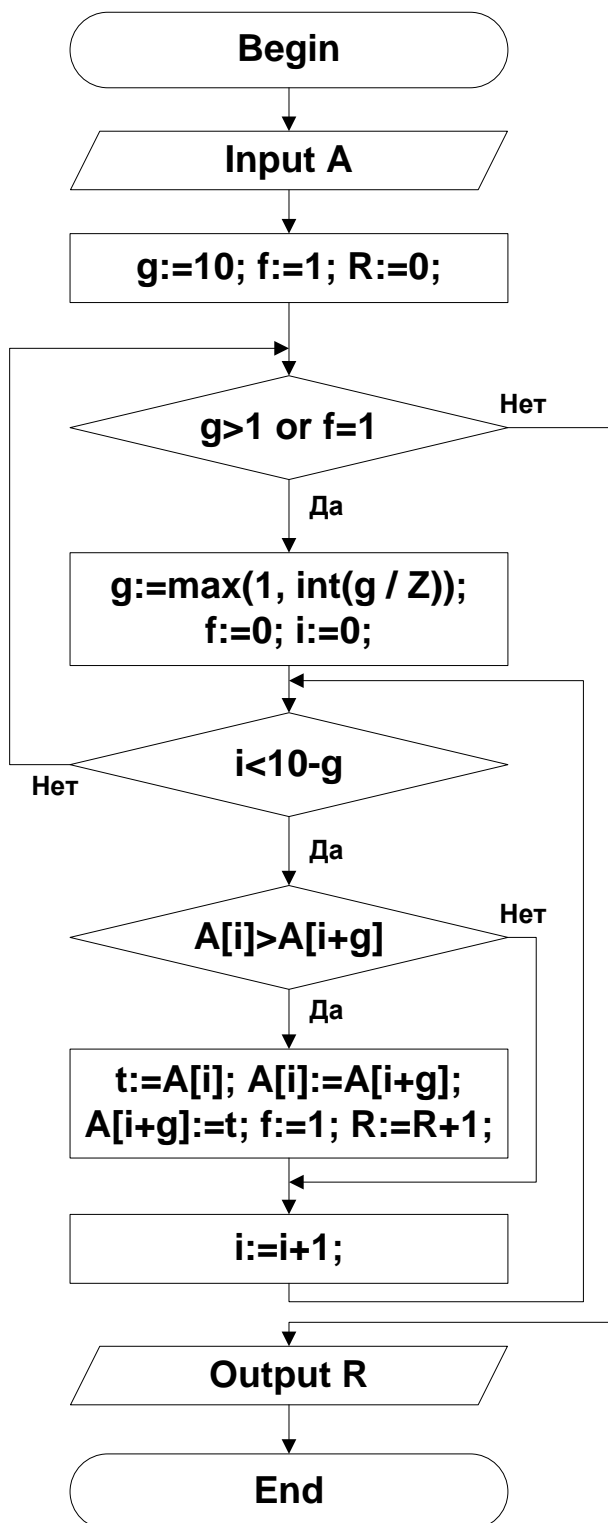 Begin
Input A
g:=10; f:=1; R:=0;
g>1 or f=1
Нет
Да
g:=max(1, int(g / Z));
f:=0; i:=0;
i<10-g
Нет
Да
A[i]>A[i+g]
Нет
Да
t:=A[i]; A[i]:=A[i+g];
A[i+g]:=t; f:=1; R:=R+1;
i:=i+1;
Output R
End